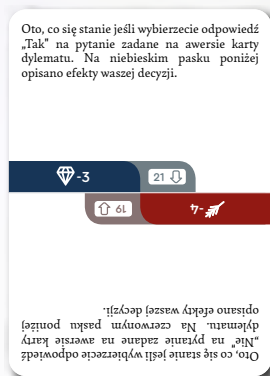 Oto, co się stanie jeśli wybierzecie odpowiedź
„Tak" na pytanie zadane na awersie karty
dylematu. Na niebieskim pasku poniżej
opisano efekty waszej decyzji.
-3
21
19
-4
Oto, co się stanie jeśli wybierzecie odpowiedź
„Nie" na pytanie zadane na awersie karty
dylematu. Na czerwonym pasku poniżej
opisano efekty waszej decyzji.